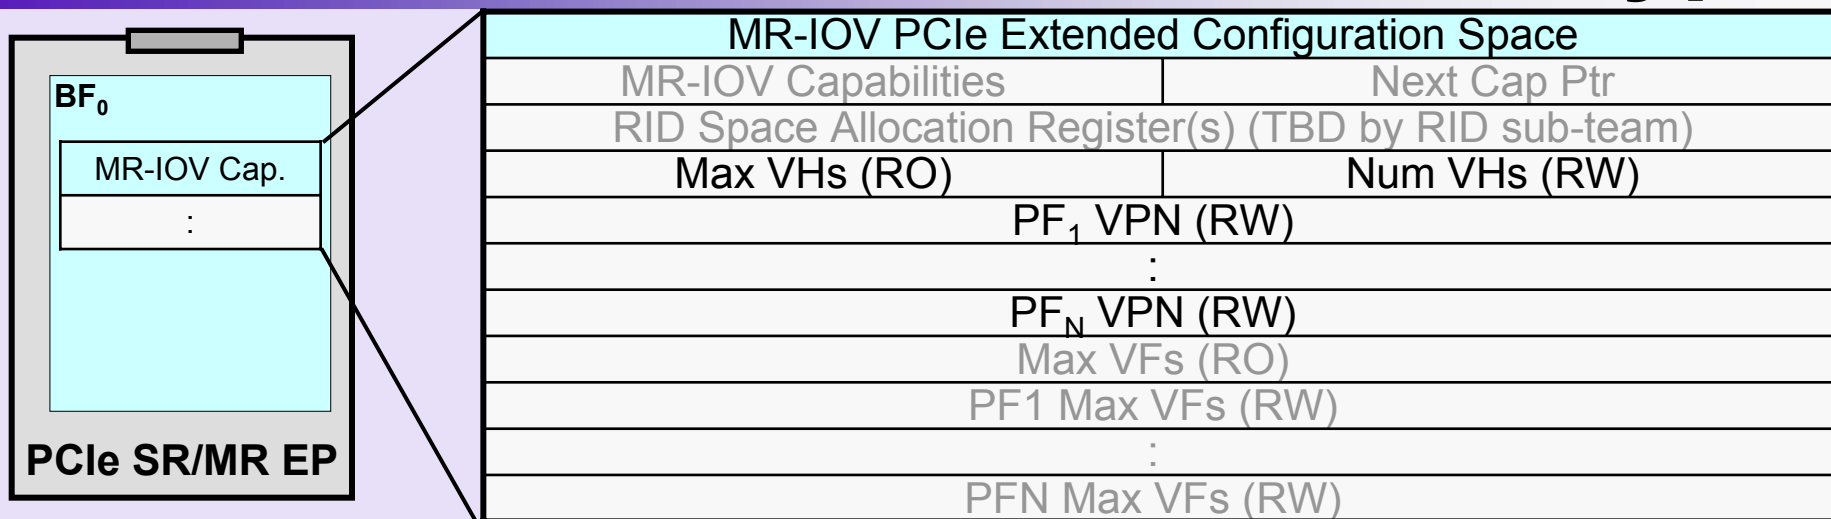 BF0
MR-IOV Cap.
:
PCIe SR/MR EP
MR-IOV PCIe Extended Configuration Space
MR-IOV Capabilities Next Cap Ptr
RID Space Allocation Register(s) (TBD by RID sub-team)
Max VHs (RO) Num VHs (RW)
PF1 VPN (RW)
:
PFN VPN (RW)
Max VFs (RO)
PF1 Max VFs (RW)
:
PFN Max VFs (RW)